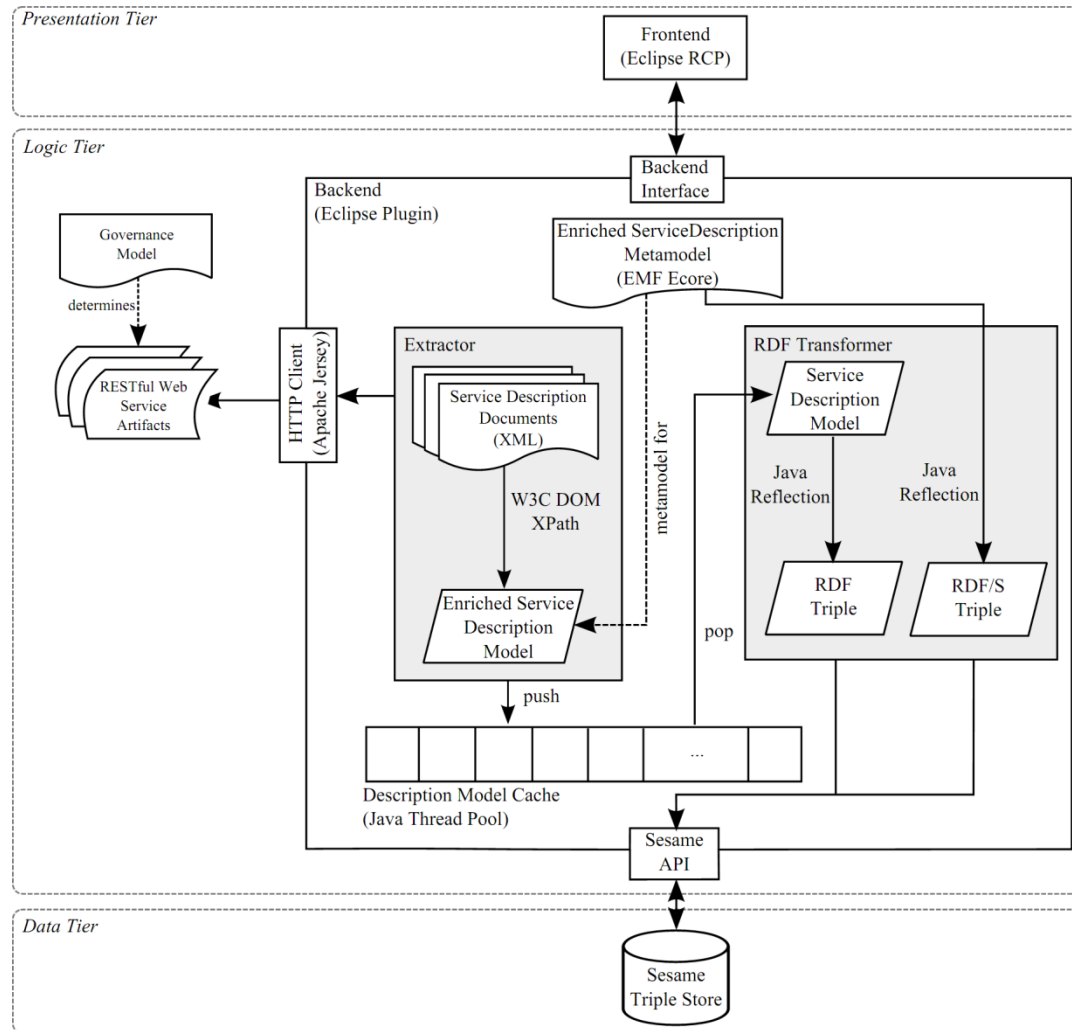 Presentation Tier
Frontend
(Eclipse RCP)
Logic Tier
Backend
Interface
Backend
(Eclipse Plugin)
Governance
Model
determines
RESTful Web
Service
Artifacts
HTTP Client
(Apache Jersey)
Enriched ServiceDescription
Metamodel
(EMF Ecore)
Extractor
Service Description
Documents
(XML)
W3C DOM
XPath
Enriched Service
Description
Model
metamodel for
push
pop
RDF Transformer
Service
Description
Model
Java
Reflection
Java
Reflection
RDF
Triple
RDF/S
Triple
...
Description Model Cache
(Java Thread Pool)
Sesame
API
Data Tier
Sesame
Triple Store